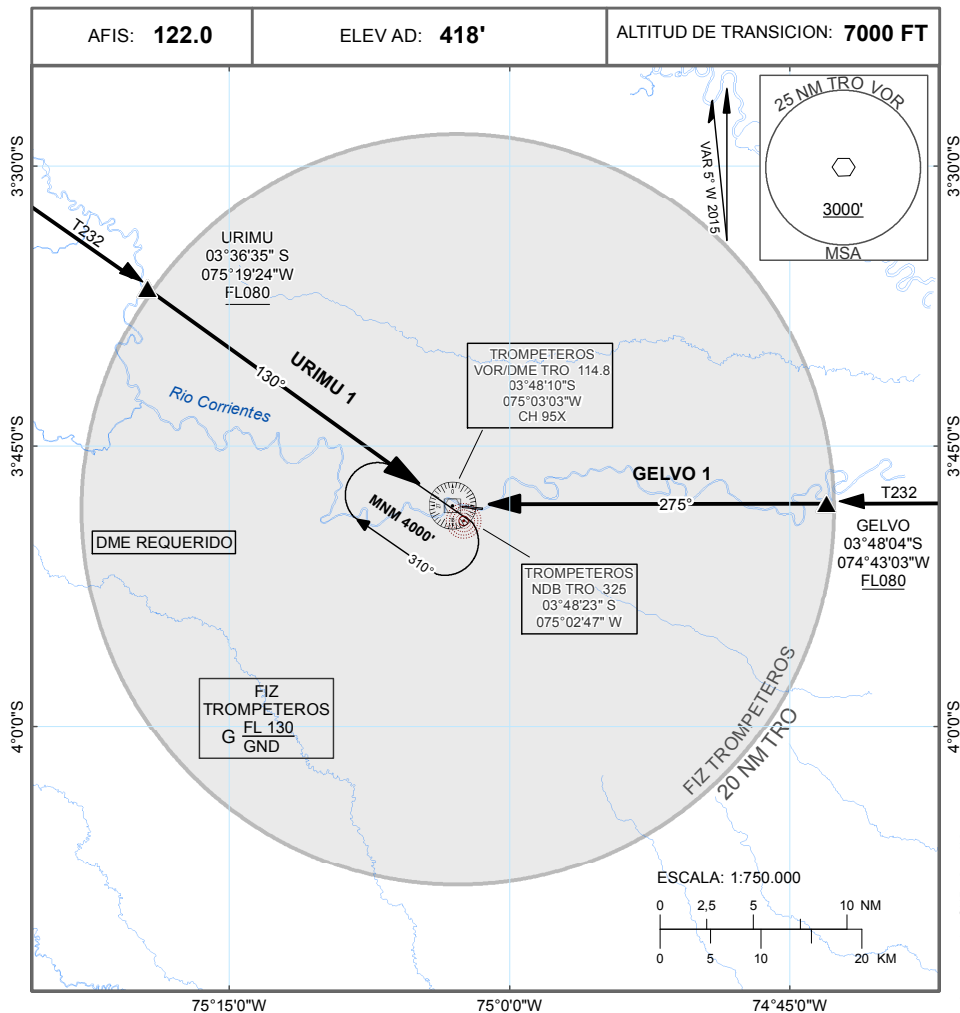 AFIS: 122.0
ELEV AD: 418'
ALTITUD DE TRANSICION: 7000 FT
25 NM TRO VOR
3000'
MSA
VAR 5° W 2015
3°30'0"S
3°30'0"S
T232
URIMU
03°36'35" S
075°19'24"W
FL080
URIMU 1
130°
Rio Corrientes
TROMPETEROS
VOR/DME TRO 114.8
03°48'10"S
075°03'03"W
CH 95X
3°45'0"S
3°45'0"S
GELVO 1
275°
T232
GELVO
03°48'04"S
074°43'03"W
FL080
MNM 4000'
310°
DME REQUERIDO
TROMPETEROS
NDB TRO 325
03°48'23" S
075°02'47" W
FIZ
TROMPETEROS
G FL 130
GND
FIZ TROMPETEROS
20 NM TRO
4°0'0"S
4°0'0"S
ESCALA: 1:750.000
0 2,5 5 10 NM
0 5 10 20 KM
75°15'0"W
75°0'0"W
74°45'0"W